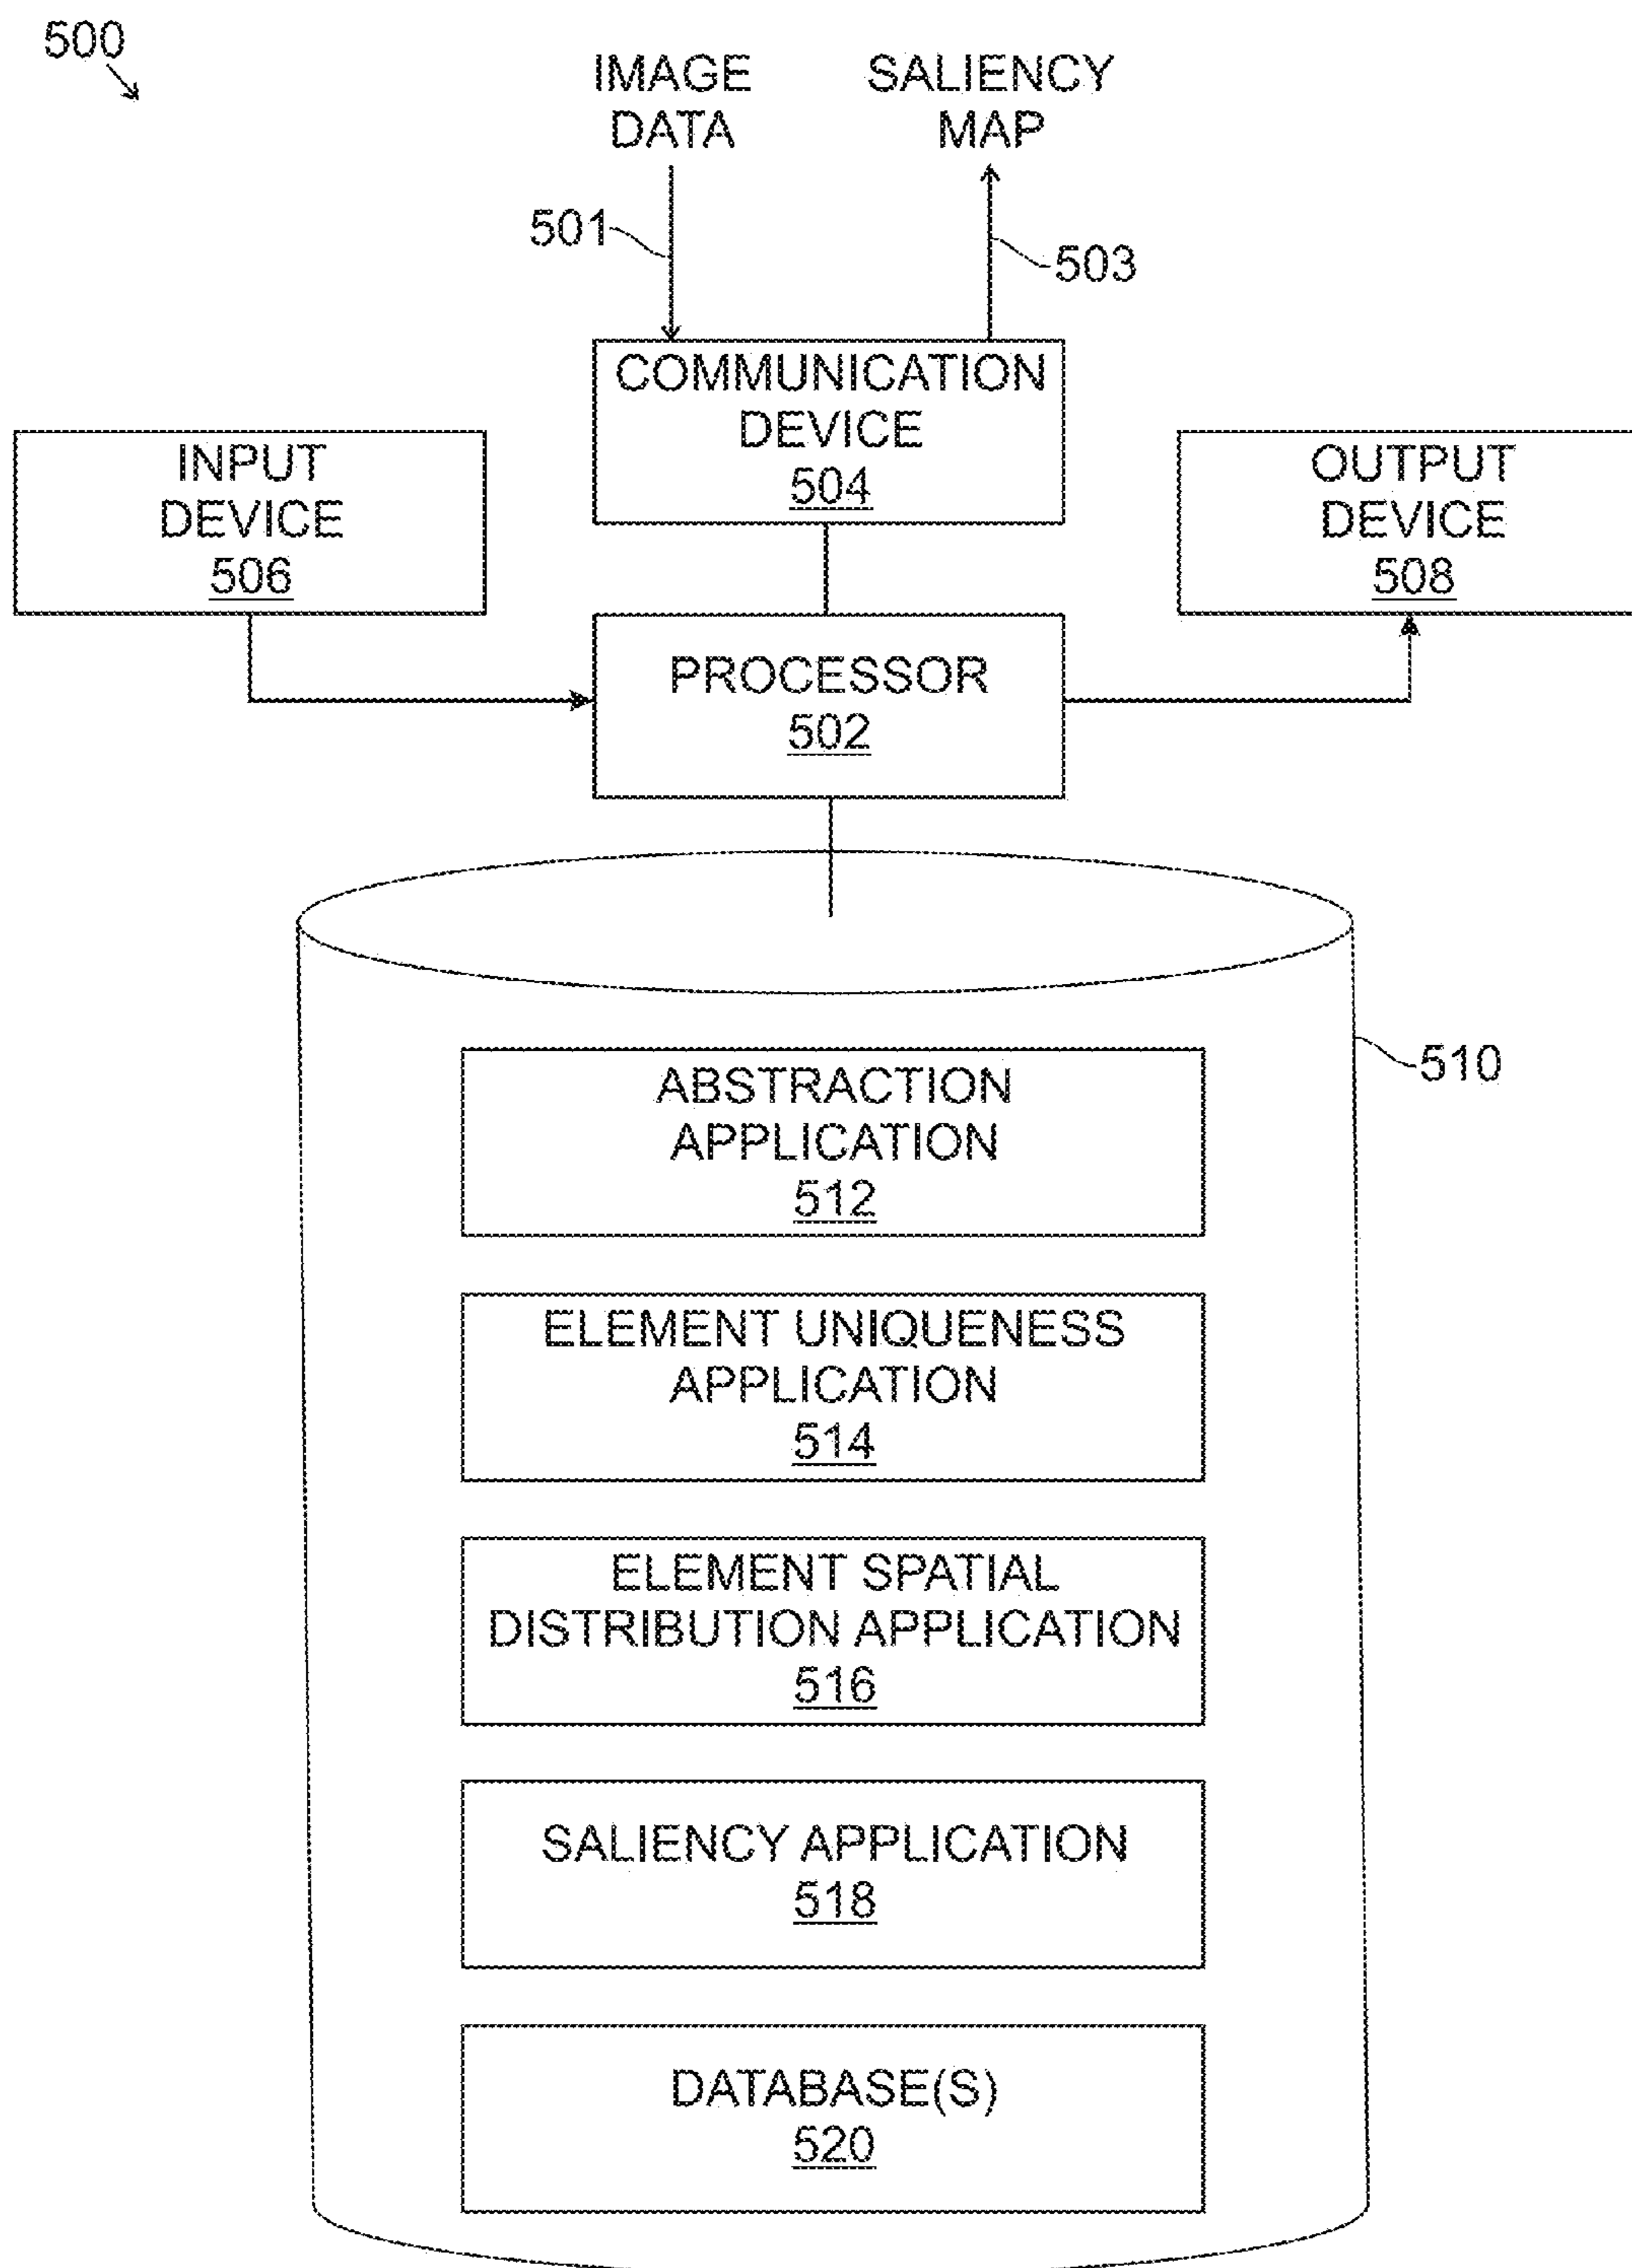 500
IMAGE
DATA
SALIENCY
MAP
501
503
COMMUNICATION
DEVICE
504
INPUT
DEVICE
506
OUTPUT
DEVICE
508
PROCESSOR
502
510
ABSTRACTION
APPLICATION
512
ELEMENT UNIQUENESS
APPLICATION
514
ELEMENT SPATIAL
DISTRIBUTION APPLICATION
516
SALIENCY APPLICATION
518
DATABASE(S)
520